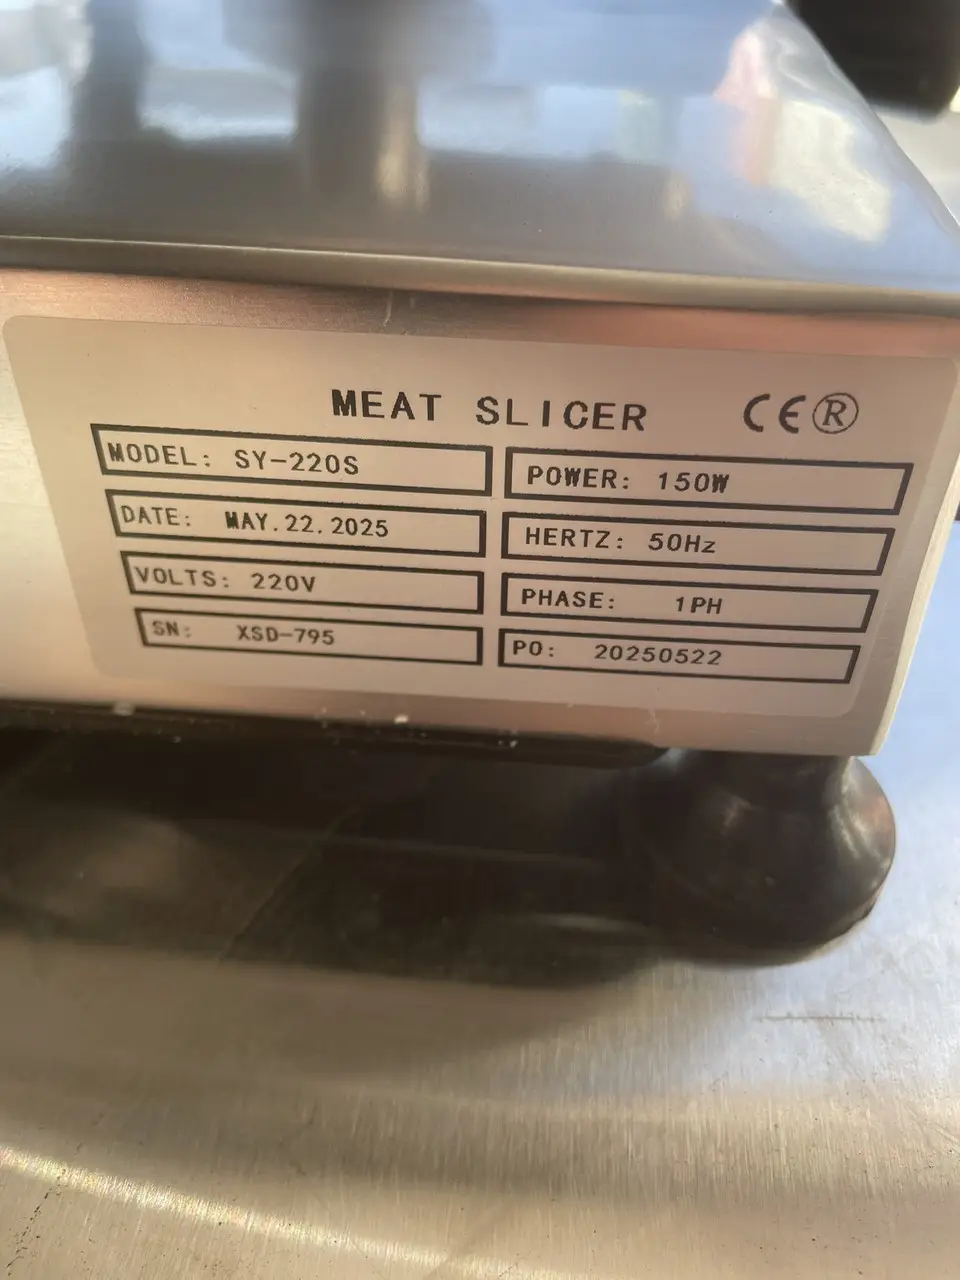 MEAT SLICER CE®
MODEL: SY-220S
POWER: 150W
DATE: MAY.22.2025
HERTZ: 50Hz
VOLTS: 220V
PHASE: 1PH
SN: XSD-795
PO: 20250522